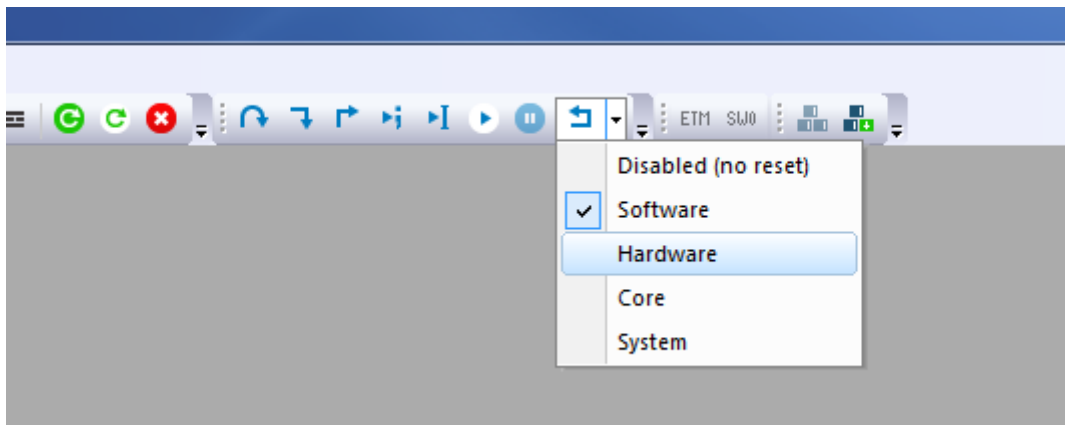 ETM SWO
Disabled (no reset)
Software
Hardware
Core
System